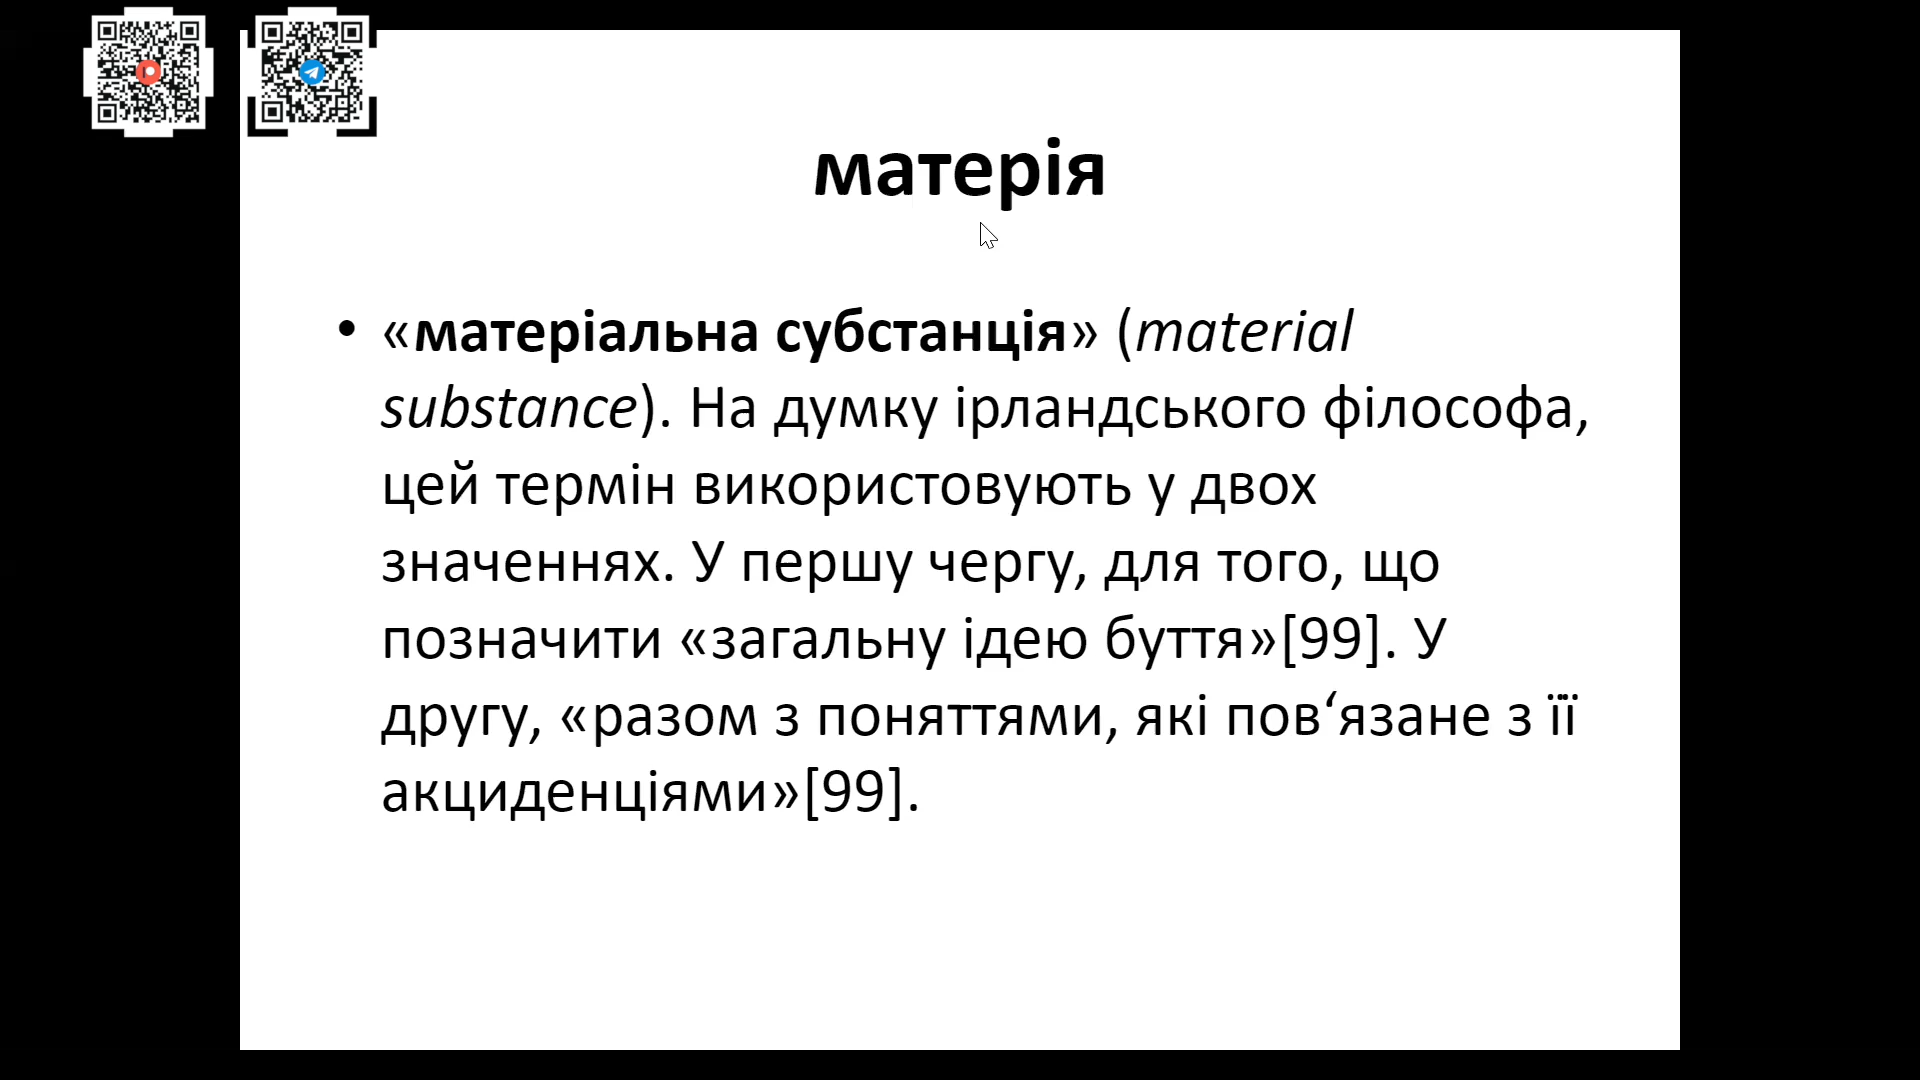 матерія
• «матеріальна субстанція» (material
substance). На думку ірландського філософа,
цей термін використовують у двох
значеннях. У першу чергу, для того, що
позначити «загальну ідею буття»[99]. У
другу, «разом з поняттями, які пов‘язане з її
акциденціями»[99].